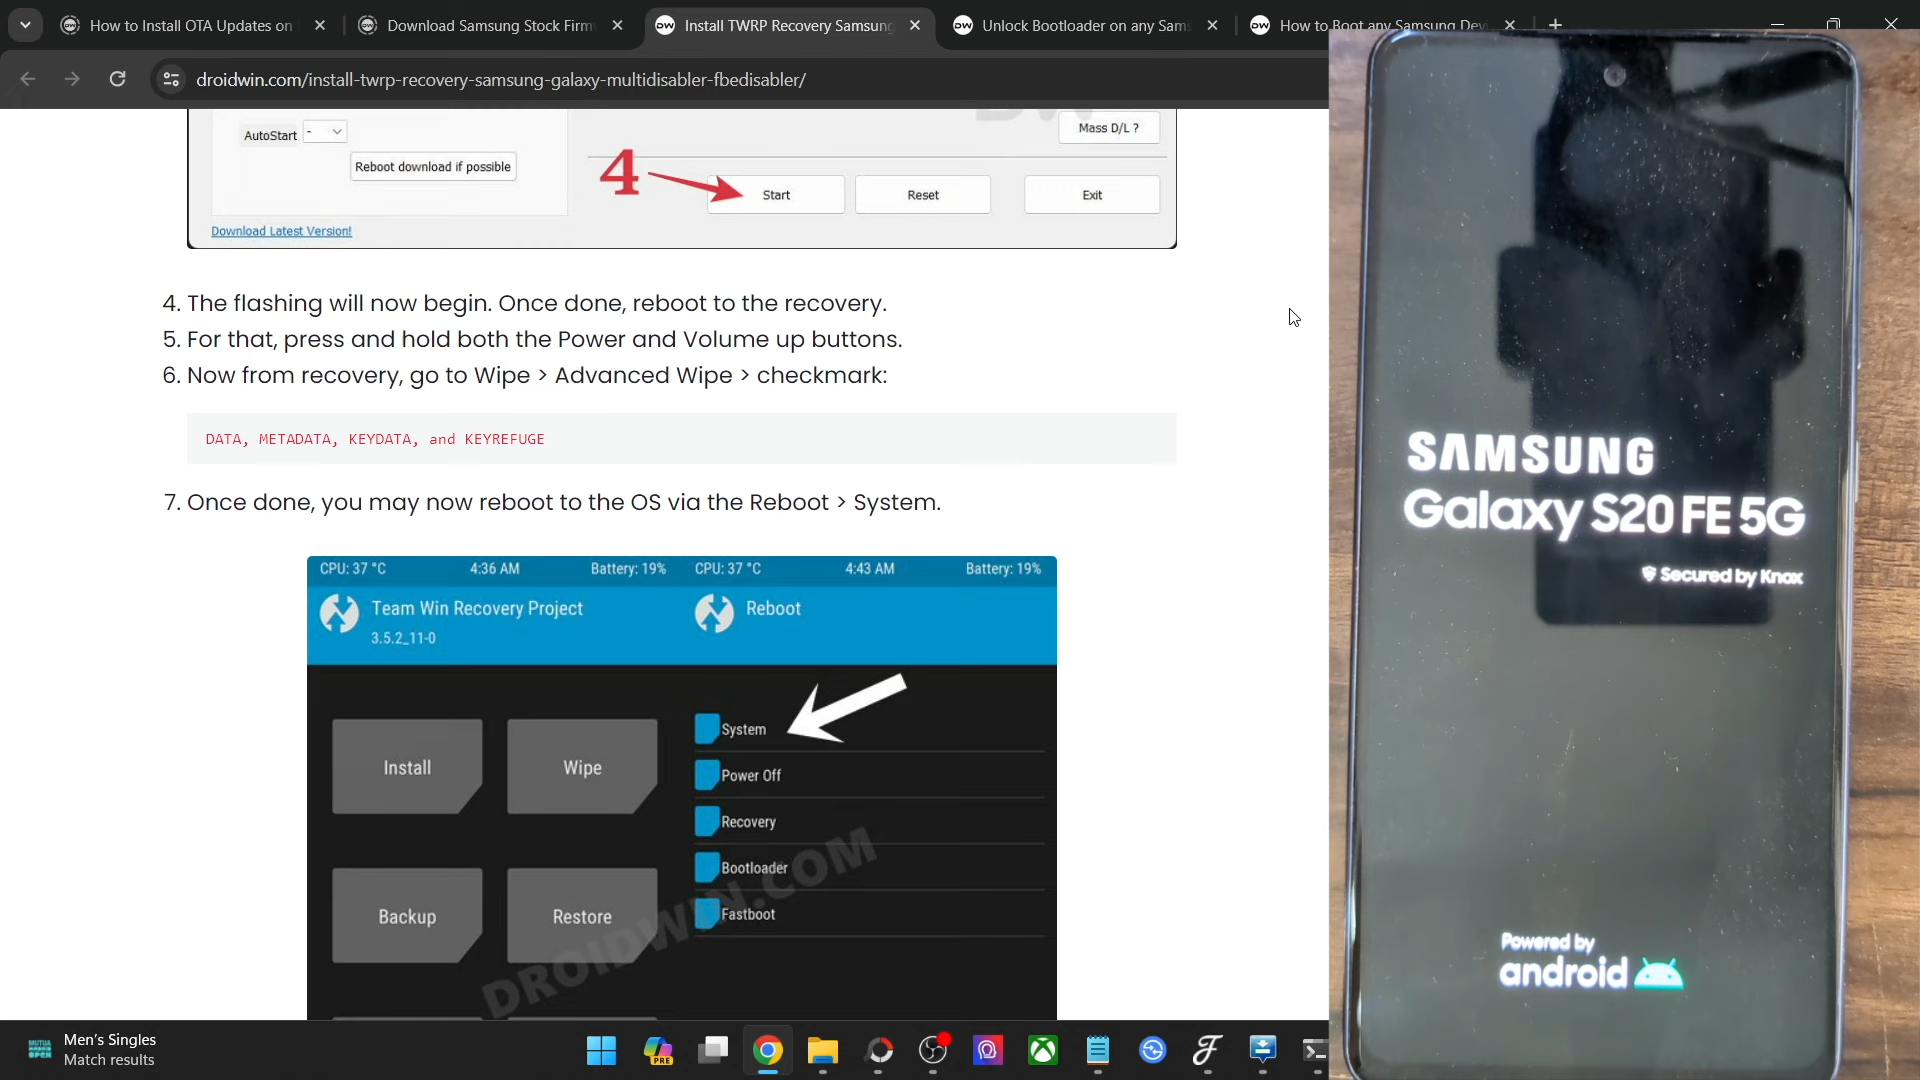 How to Install OTA Updates on
Download Samsung Stock Firm
Install TWRP Recovery Samsung
Unlock Bootloader on any Sams
How to Boot any Samsung Devi
droidwin.com/install-twrp-recovery-samsung-galaxy-multidisabler-fbedisabler/
AutoStart -
Mass D/L ?
Reboot download if possible
4
Start
Reset
Exit
Download Latest Version!
4. The flashing will now begin. Once done, reboot to the recovery.
5. For that, press and hold both the Power and Volume up buttons.
6. Now from recovery, go to Wipe > Advanced Wipe > checkmark:
DATA, METADATA, KEYDATA, and KEYREFUGE
7. Once done, you may now reboot to the OS via the Reboot > System.
CPU: 37 °C 4:36 AM Battery: 19%
Team Win Recovery Project
3.5.2_11-0
Install
Wipe
Backup
Restore
CPU: 37 °C 4:43 AM Battery: 19%
Reboot
System
Power Off
Recovery
Bootloader
Fastboot
DROIDWIN.COM
SAMSUNG
Galaxy S20 FE 5G
Secured by Knox
Powered by
android
MUTUA
OPEN
Men's Singles
Match results
PRE